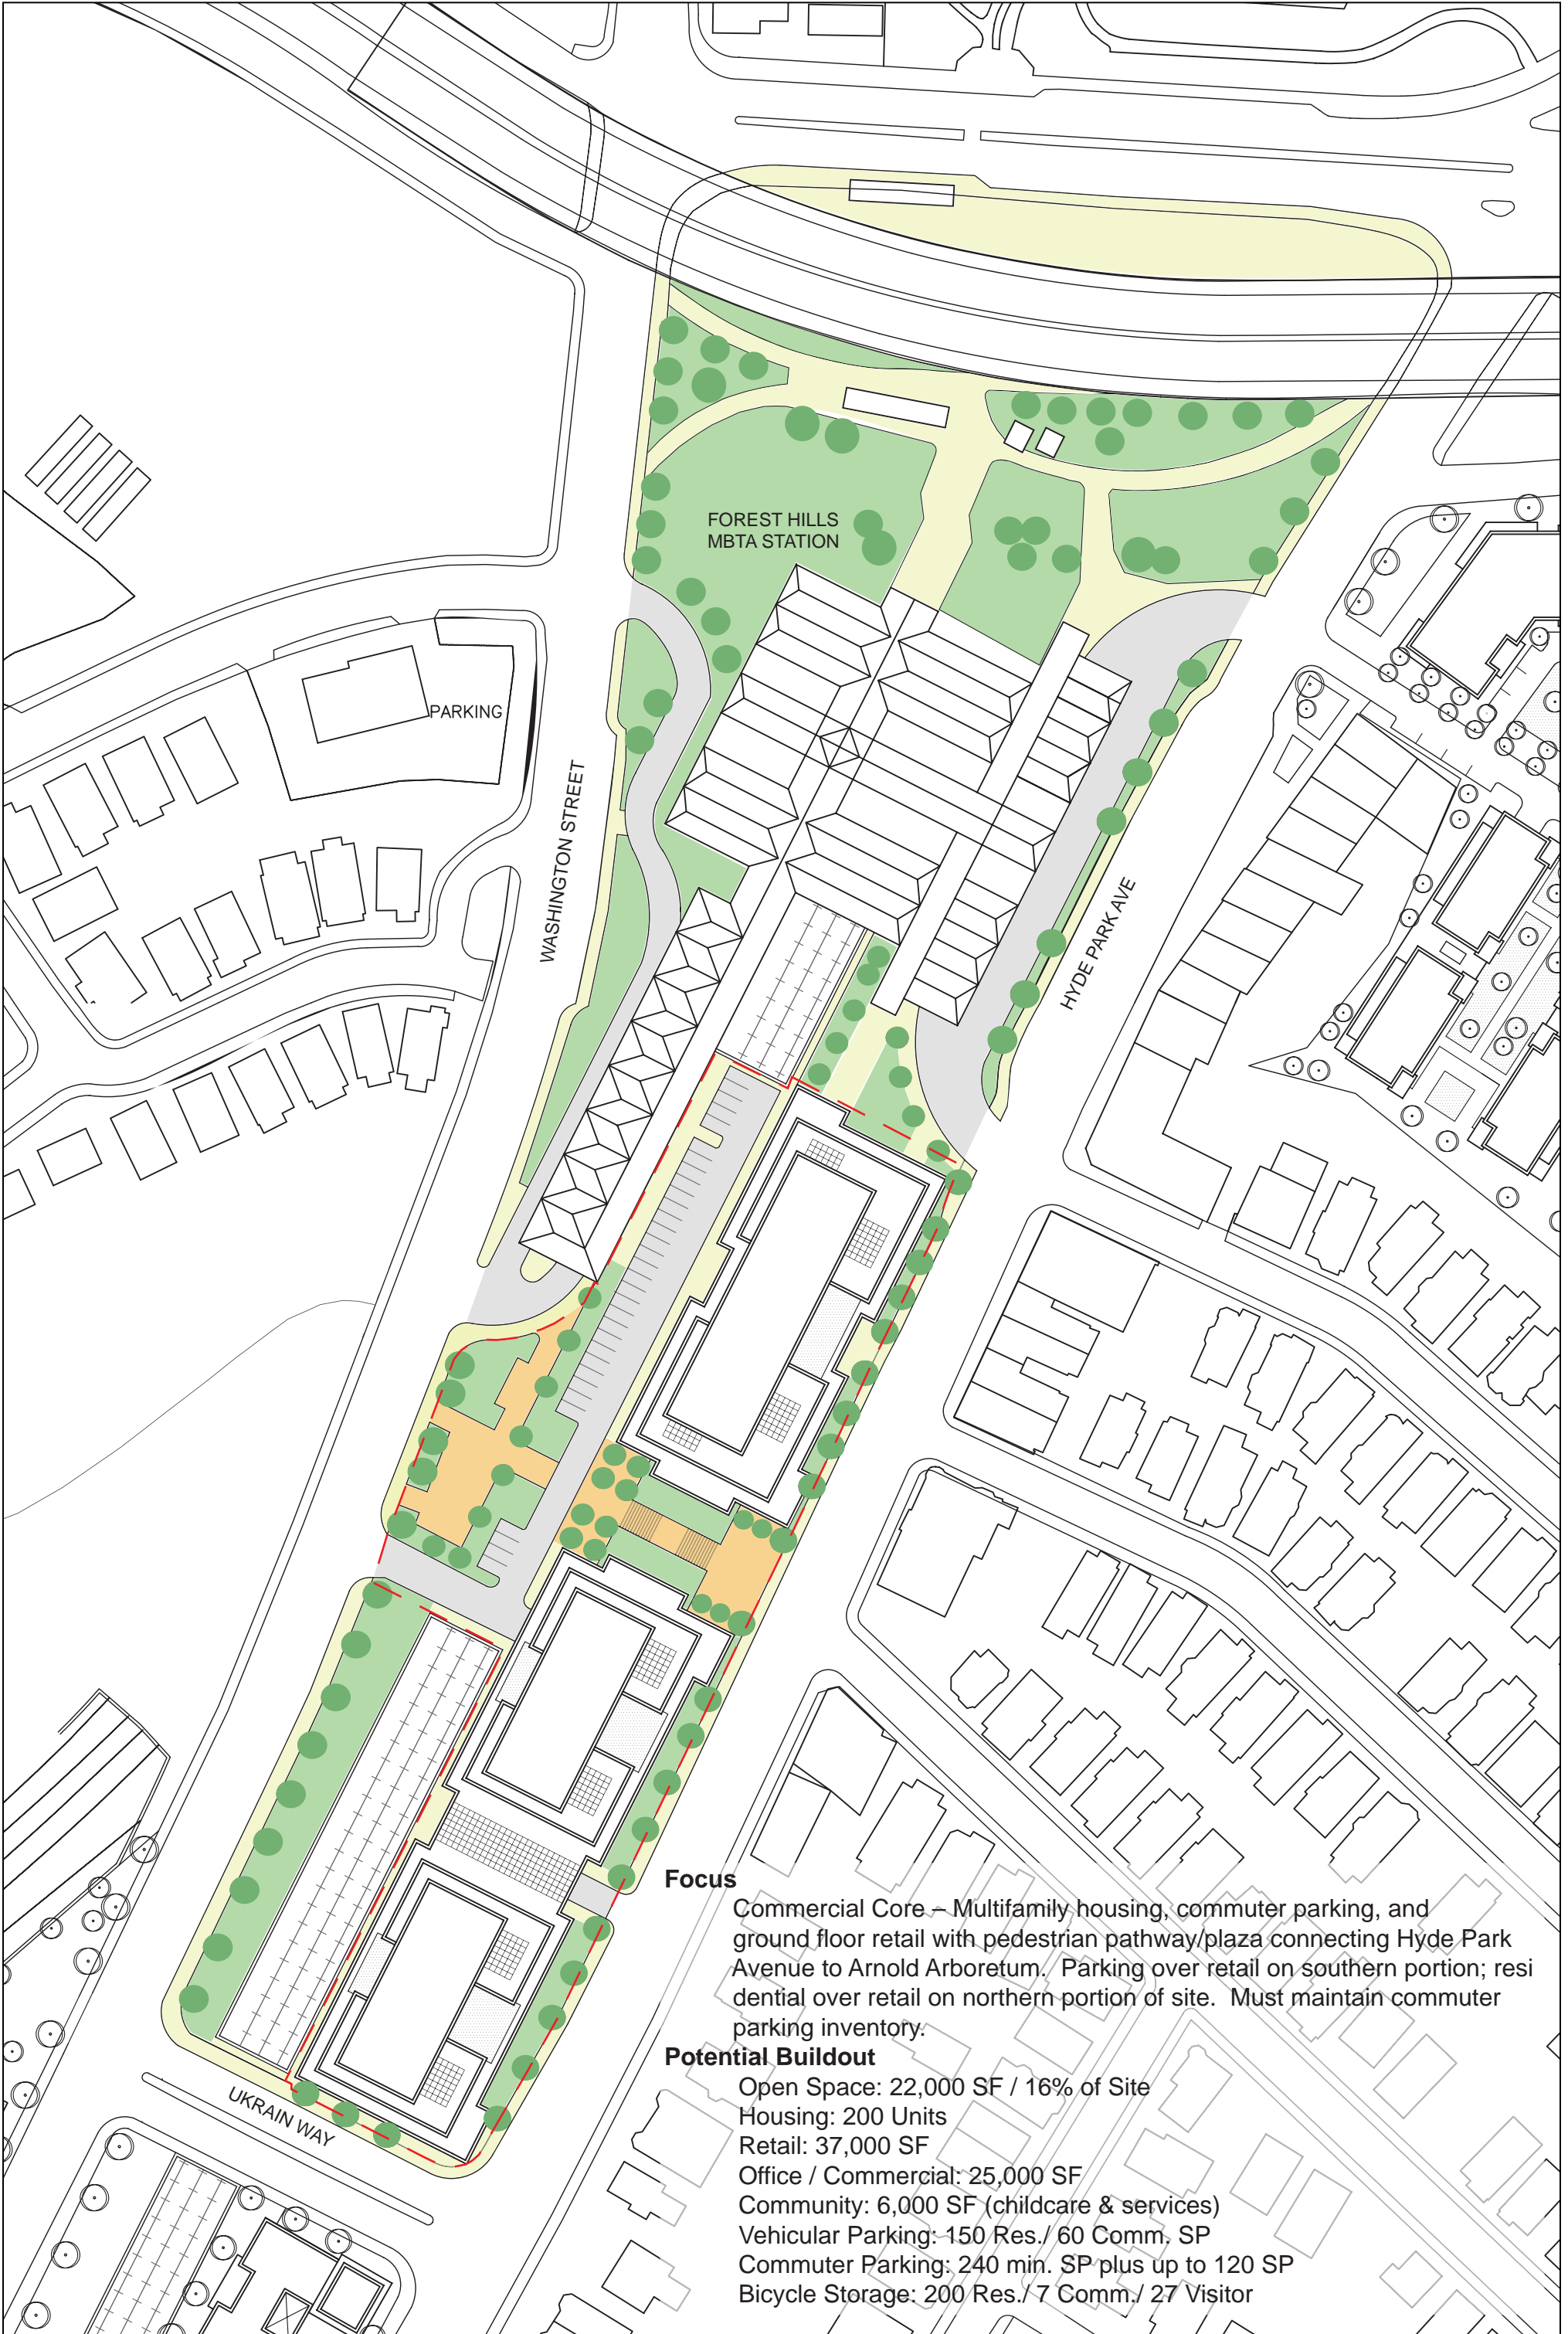 FOREST HILLS
MBTA STATION
PARKING
WASHINGTON STREET
HYDE PARK AVE
Focus
Commercial Core – Multifamily housing, commuter parking, and
ground floor retail with pedestrian pathway/plaza connecting Hyde Park
Avenue to Arnold Arboretum. Parking over retail on southern portion; resi
dential over retail on northern portion of site. Must maintain commuter
parking inventory.
Potential Buildout
Open Space: 22,000 SF / 16% of Site
Housing: 200 Units
Retail: 37,000 SF
Office / Commercial: 25,000 SF
Community: 6,000 SF (childcare & services)
Vehicular Parking: 150 Res./ 60 Comm. SP
Commuter Parking: 240 min. SP plus up to 120 SP
Bicycle Storage: 200 Res./ 7 Comm./ 27 Visitor
UKRAIN WAY